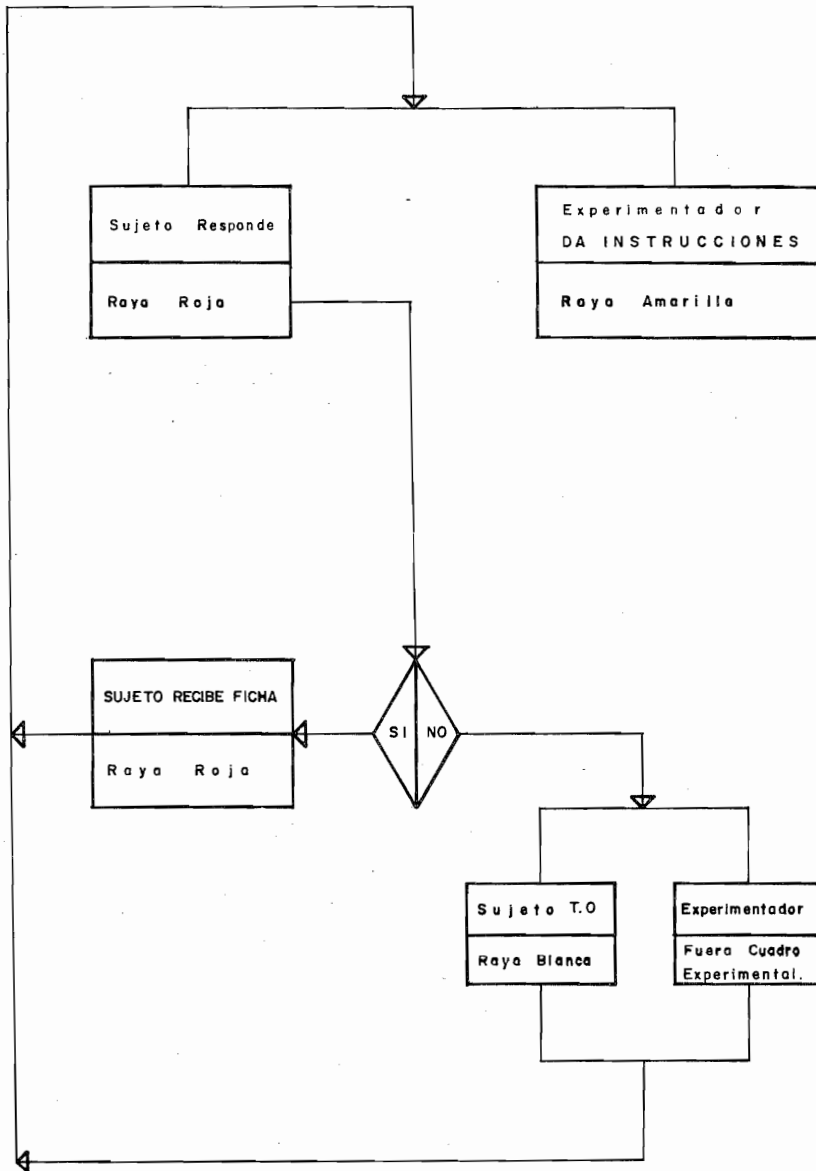 Sujeto Responde
Raya Roja
Experimentador
DA INSTRUCCIONES
Raya Amarilla
SUJETO RECIBE FICHA
Raya Roja
SI NO
Sujeto T.O
Raya Blanca
Experimentador
Fuera Cuadro
Experimental.